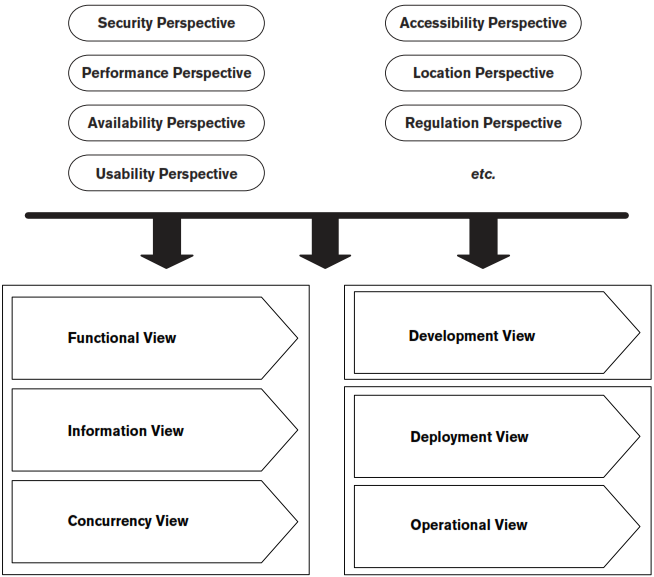 Security Perspective
Performance Perspective
Availability Perspective
Usability Perspective
Accessibility Perspective
Location Perspective
Regulation Perspective
etc.
Functional View
Information View
Concurrency View
Development View
Deployment View
Operational View